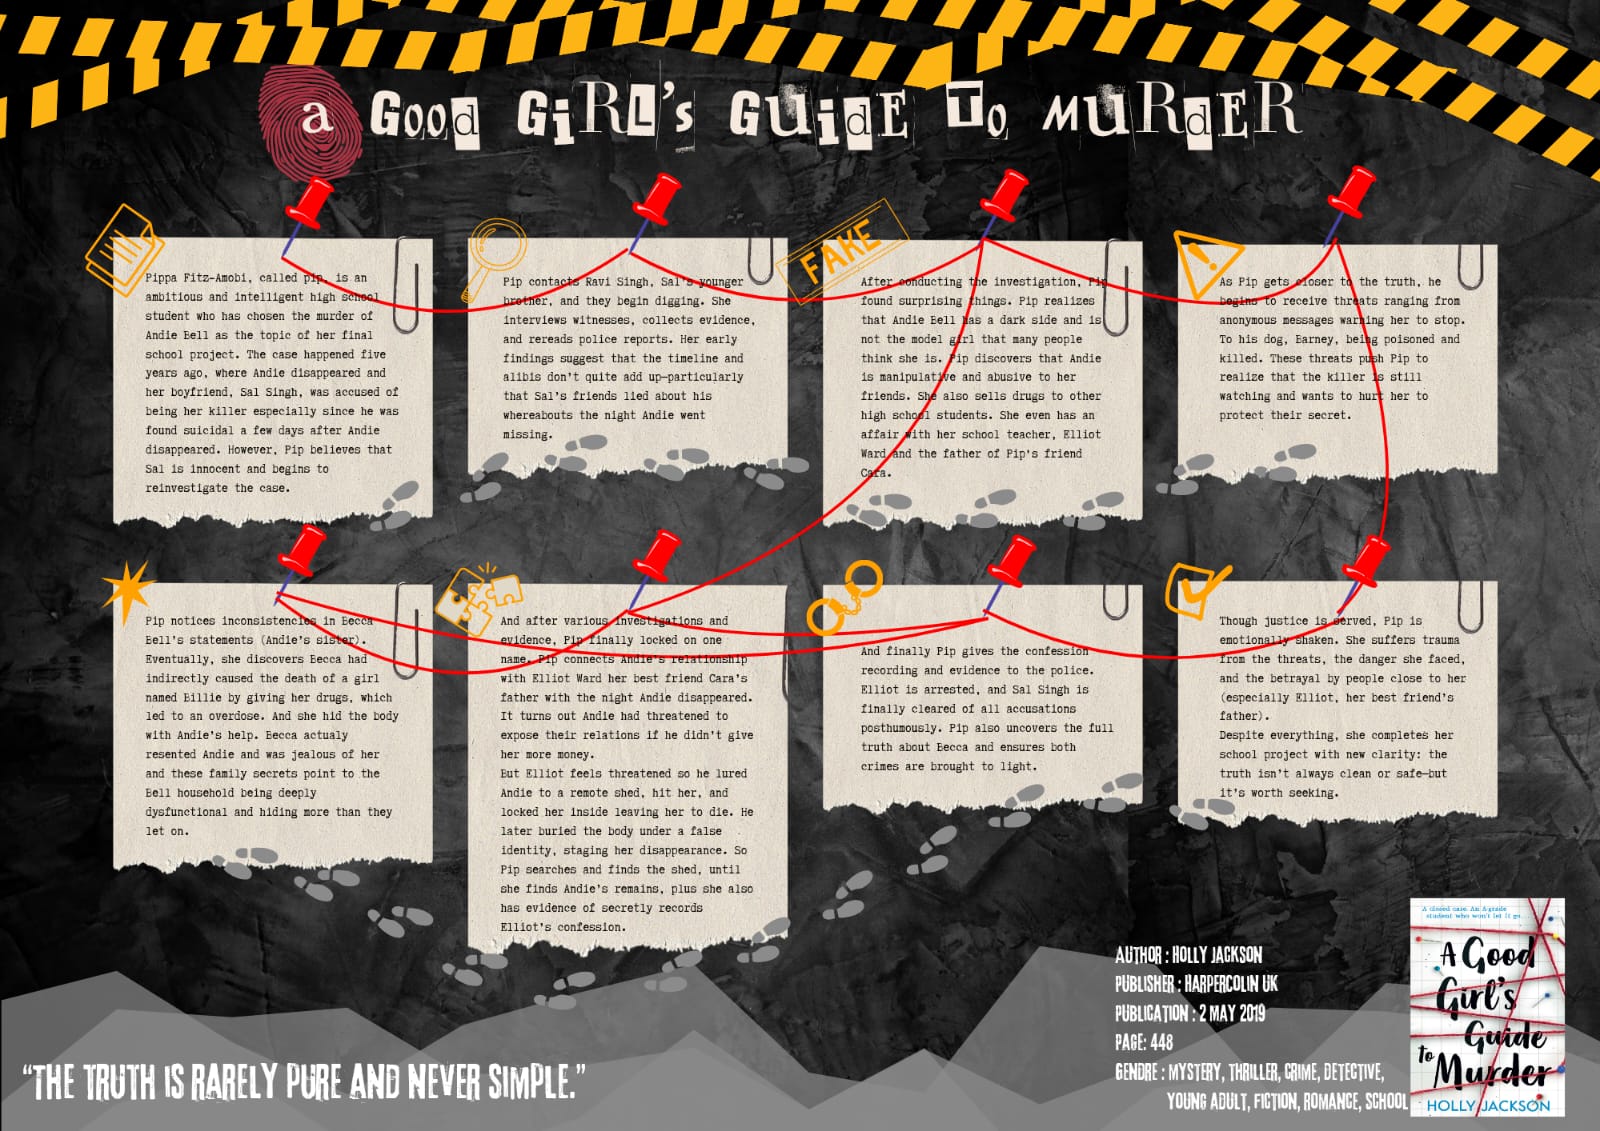 a Good GiRL's GUidE To MURdER
Pippa Fitz-Amobi, called pip, is an
ambitious and intelligent high school
student who has chosen the murder of
Andie Bell as the topic of her final
school project. The case happened five
years ago, where Andie disappeared and
her boyfriend, Sal Singh, was accused of
being her killer especially since he was
found suicidal a few days after Andie
disappeared. However, Pip believes that
Sal is innocent and begins to
reinvestigate the case.
Pip contacts Ravi Singh, Sal's younger
brother, and they begin digging. She
interviews witnesses, collects evidence,
and rereads police reports. Her early
findings suggest that the timeline and
alibis don't quite add up—particularly
that Sal's friends lied about his
whereabouts the night Andie went
missing.
FAKE
After conducting the investigation, Pip
found surprising things. Pip realizes
that Andie Bell has a dark side and is
not the model girl that many people
think she is. Pip discovers that Andie
is manipulative and abusive to her
friends. She also sells drugs to other
high school students. She even has an
affair with her school teacher, Elliot
Ward and the father of Pip's friend
Cara.
As Pip gets closer to the truth, he
begins to receive threats ranging from
anonymous messages warning her to stop.
To his dog, Barney, being poisoned and
killed. These threats push Pip to
realize that the killer is still
watching and wants to hurt her to
protect their secret.
Pip notices inconsistencies in Becca
Bell's statements (Andie's sister).
Eventually, she discovers Becca had
indirectly caused the death of a girl
named Billie by giving her drugs, which
led to an overdose. And she hid the body
with Andie's help. Becca actualy
resented Andie and was jealous of her
and these family secrets point to the
Bell household being deeply
dysfunctional and hiding more than they
let on.
And after various investigations and
evidence, Pip finally locked on one
name. Pip connects Andie's relationship
with Elliot Ward her best friend Cara's
father with the night Andie disappeared.
It turns out Andie had threatened to
expose their relations if he didn't give
her more money.
But Elliot feels threatened so he lured
Andie to a remote shed, hit her, and
locked her inside leaving her to die. He
later buried the body under a false
identity, staging her disappearance. So
Pip searches and finds the shed, until
she finds Andie's remains, plus she also
has evidence of secretly records
Elliot's confession.
And finally Pip gives the confession
recording and evidence to the police.
Elliot is arrested, and Sal Singh is
finally cleared of all accusations
posthumously. Pip also uncovers the full
truth about Becca and ensures both
crimes are brought to light.
Though justice is served, Pip is
emotionally shaken. She suffers trauma
from the threats, the danger she faced,
and the betrayal by people close to her
(especially Elliot, her best friend's
father).
Despite everything, she completes her
school project with new clarity: the
truth isn't always clean or safe—but
it's worth seeking.
"THE TRUTH IS RARELY PURE AND NEVER SIMPLE."
AUTHOR : HOLLY JACKSON
PUBLISHER : HARPERCOLIN UK
PUBLICATION : 2 MAY 2019
PAGE: 448
GENDRE : MYSTERY, THRILLER, CRIME, DETECTIVE,
YOUNG ADULT, FICTION, ROMANCE, SCHOOL
A closed case. An A-grade
student who won't let it go...
A Good
Girl's
Guide
to
Murder
HOLLY JACKSON